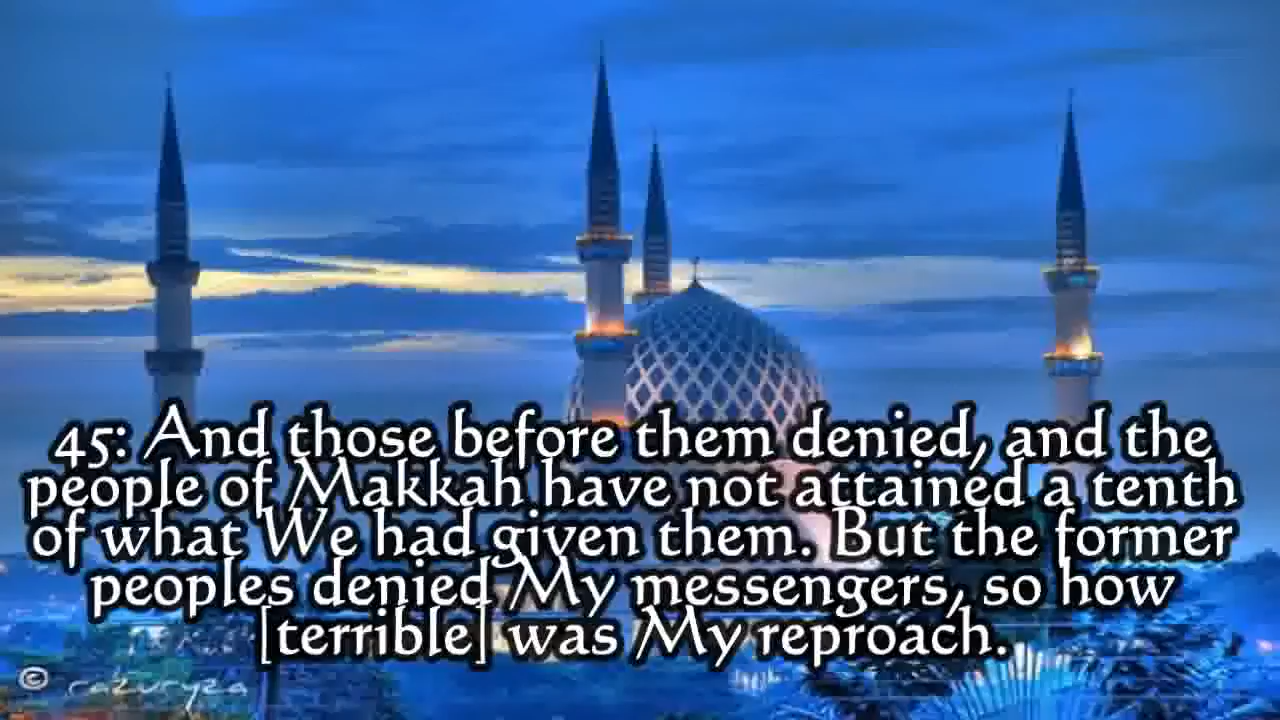 45: And those before them denied, and the
people of Makkah have not attained a tenth
of what We had given them. But the former
peoples denied My messengers, so how
[terrible] was My reproach.
© razuryza